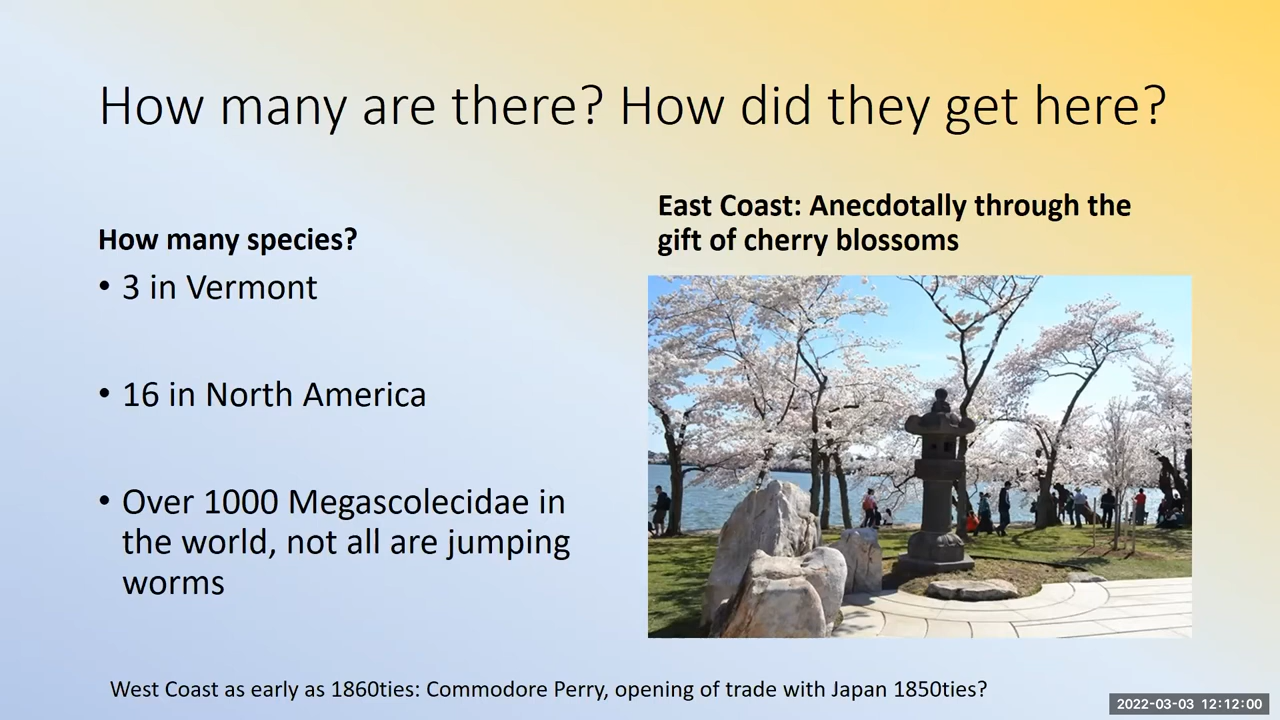 How many are there? How did they get here?
How many species?
• 3 in Vermont
• 16 in North America
• Over 1000 Megascolecidae in
the world, not all are jumping
worms
East Coast: Anecdotally through the
gift of cherry blossoms
West Coast as early as 1860ties: Commodore Perry, opening of trade with Japan 1850ties?
2022-03-03 12:12:00